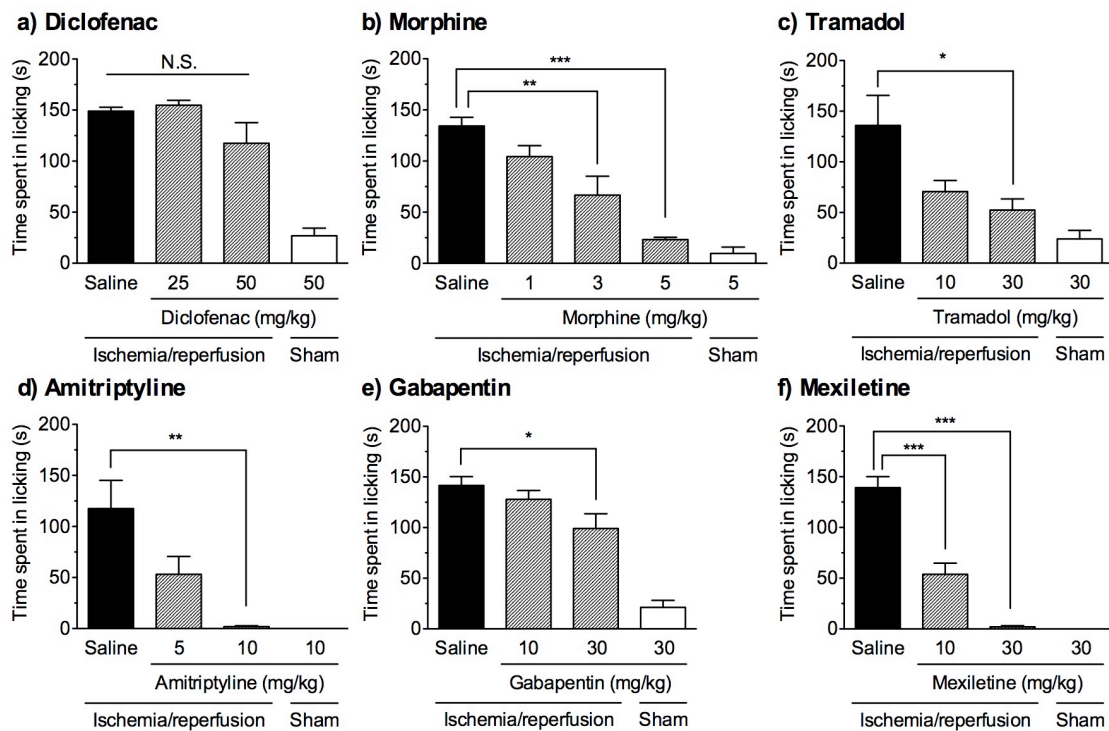 a) Diclofenac
Time spent in licking (s)
200
150
100
50
0
N.S.
Saline 25 50 50
Diclofenac (mg/kg)
Ischemia/reperfusion Sham
b) Morphine
Time spent in licking (s)
200
150
100
50
0
***
**
Saline 1 3 5 5
Morphine (mg/kg)
Ischemia/reperfusion Sham
c) Tramadol
Time spent in licking (s)
200
150
100
50
0
*
Saline 10 30 30
Tramadol (mg/kg)
Ischemia/reperfusion Sham
d) Amitriptyline
Time spent in licking (s)
200
150
100
50
0
**
Saline 5 10 10
Amitriptyline (mg/kg)
Ischemia/reperfusion Sham
e) Gabapentin
Time spent in licking (s)
200
150
100
50
0
*
Saline 10 30 30
Gabapentin (mg/kg)
Ischemia/reperfusion Sham
f) Mexiletine
Time spent in licking (s)
200
150
100
50
0
***
***
Saline 10 30 30
Mexiletine (mg/kg)
Ischemia/reperfusion Sham